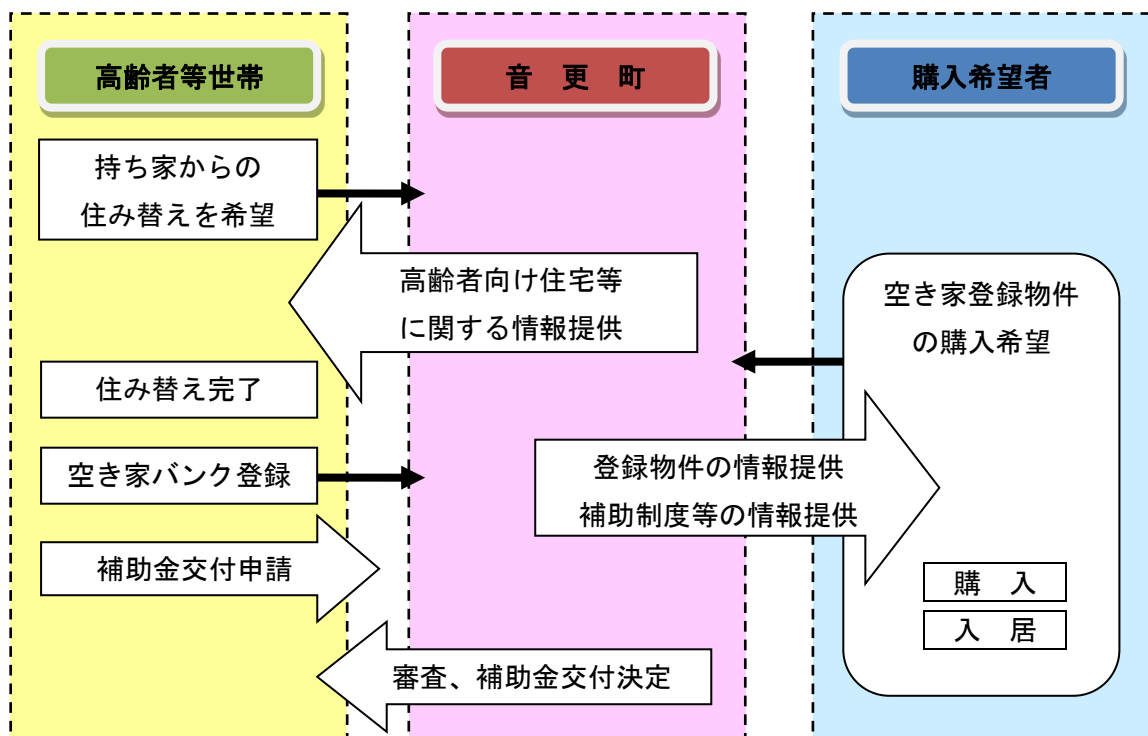 高齢者等世帯
音　更　町
購入希望者
持ち家からの
住み替えを希望
高齢者向け住宅等
に関する情報提供
空き家登録物件
の購入希望
住み替え完了
空き家バンク登録
登録物件の情報提供
補助制度等の情報提供
補助金交付申請
購　入
入　居
審査、補助金交付決定